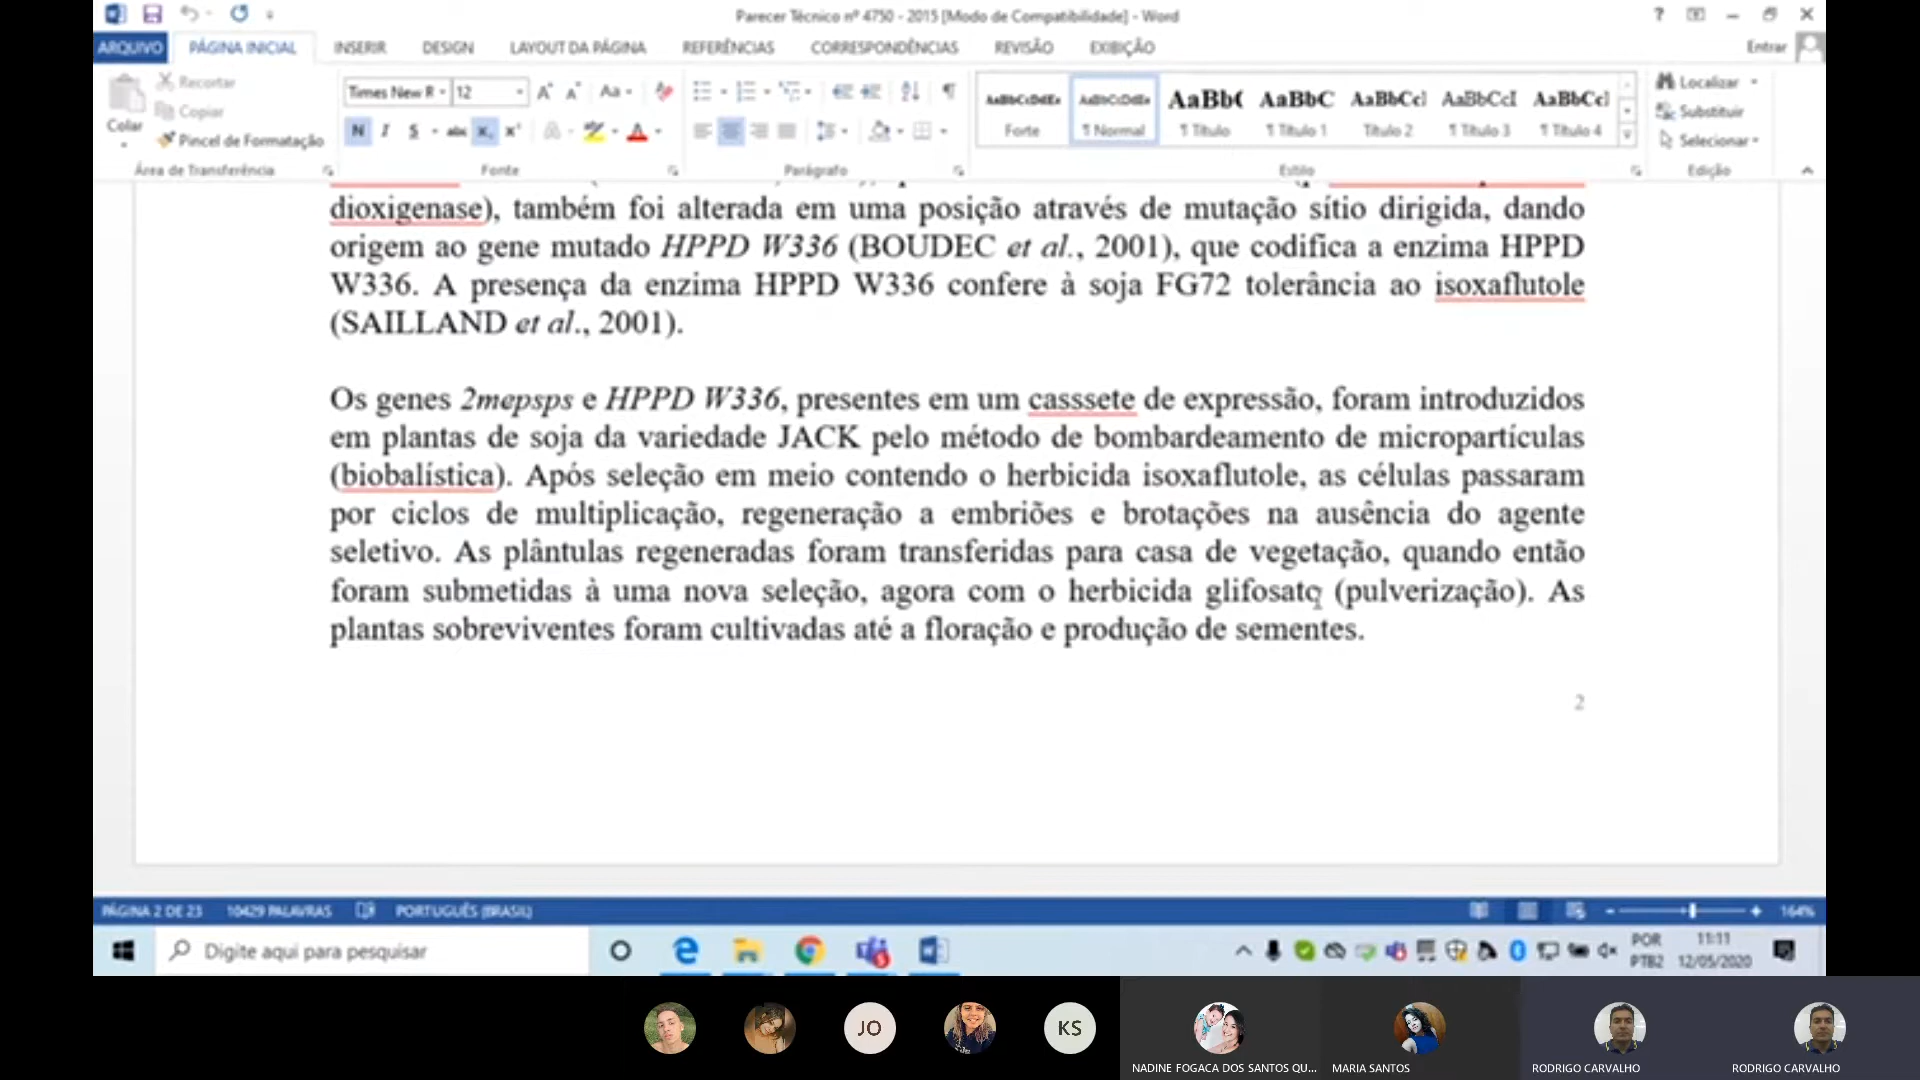 Parecer Técnico nº 4750 - 2015 [Modo de Compatibilidade] - Word
ARQUIVO PÁGINA INICIAL INSERIR DESIGN LAYOUT DA PÁGINA REFERÊNCIAS CORRESPONDÊNCIAS REVISÃO EXIBIÇÃO Entrar
Colar
Recortar
Copiar
Pincel de Formatação
Área de Transferência
Times New R 12
Fonte
Parágrafo
AaBbCcDdEe AaBbCcDdEe AaBb( AaBbC AaBbCc] AaBbCcI AaBbCc]
Forte ¶ Normal ¶ Título ¶ Título 1 Título 2 ¶ Título 3 ¶ Título 4
Estilo
Localizar
Substituir
Selecionar
Edição
dioxigenase), também foi alterada em uma posição através de mutação sítio dirigida, dando
origem ao gene mutado HPPD W336 (BOUDEC et al., 2001), que codifica a enzima HPPD
W336. A presença da enzima HPPD W336 confere à soja FG72 tolerância ao isoxaflutole
(SAILLAND et al., 2001).
Os genes 2mepsps e HPPD W336, presentes em um casssete de expressão, foram introduzidos
em plantas de soja da variedade JACK pelo método de bombardeamento de micropartículas
(biobalística). Após seleção em meio contendo o herbicida isoxaflutole, as células passaram
por ciclos de multiplicação, regeneração a embriões e brotações na ausência do agente
seletivo. As plântulas regeneradas foram transferidas para casa de vegetação, quando então
foram submetidas à uma nova seleção, agora com o herbicida glifosato (pulverização). As
plantas sobreviventes foram cultivadas até a floração e produção de sementes.
2
PÁGINA 2 DE 23 10429 PALAVRAS PORTUGUÊS (BRASIL) 164%
Digite aqui para pesquisar
POR
PTB2
11:11
12/05/2020
JO
KS
NADINE FOGACA DOS SANTOS QU...
MARIA SANTOS
RODRIGO CARVALHO
RODRIGO CARVALHO